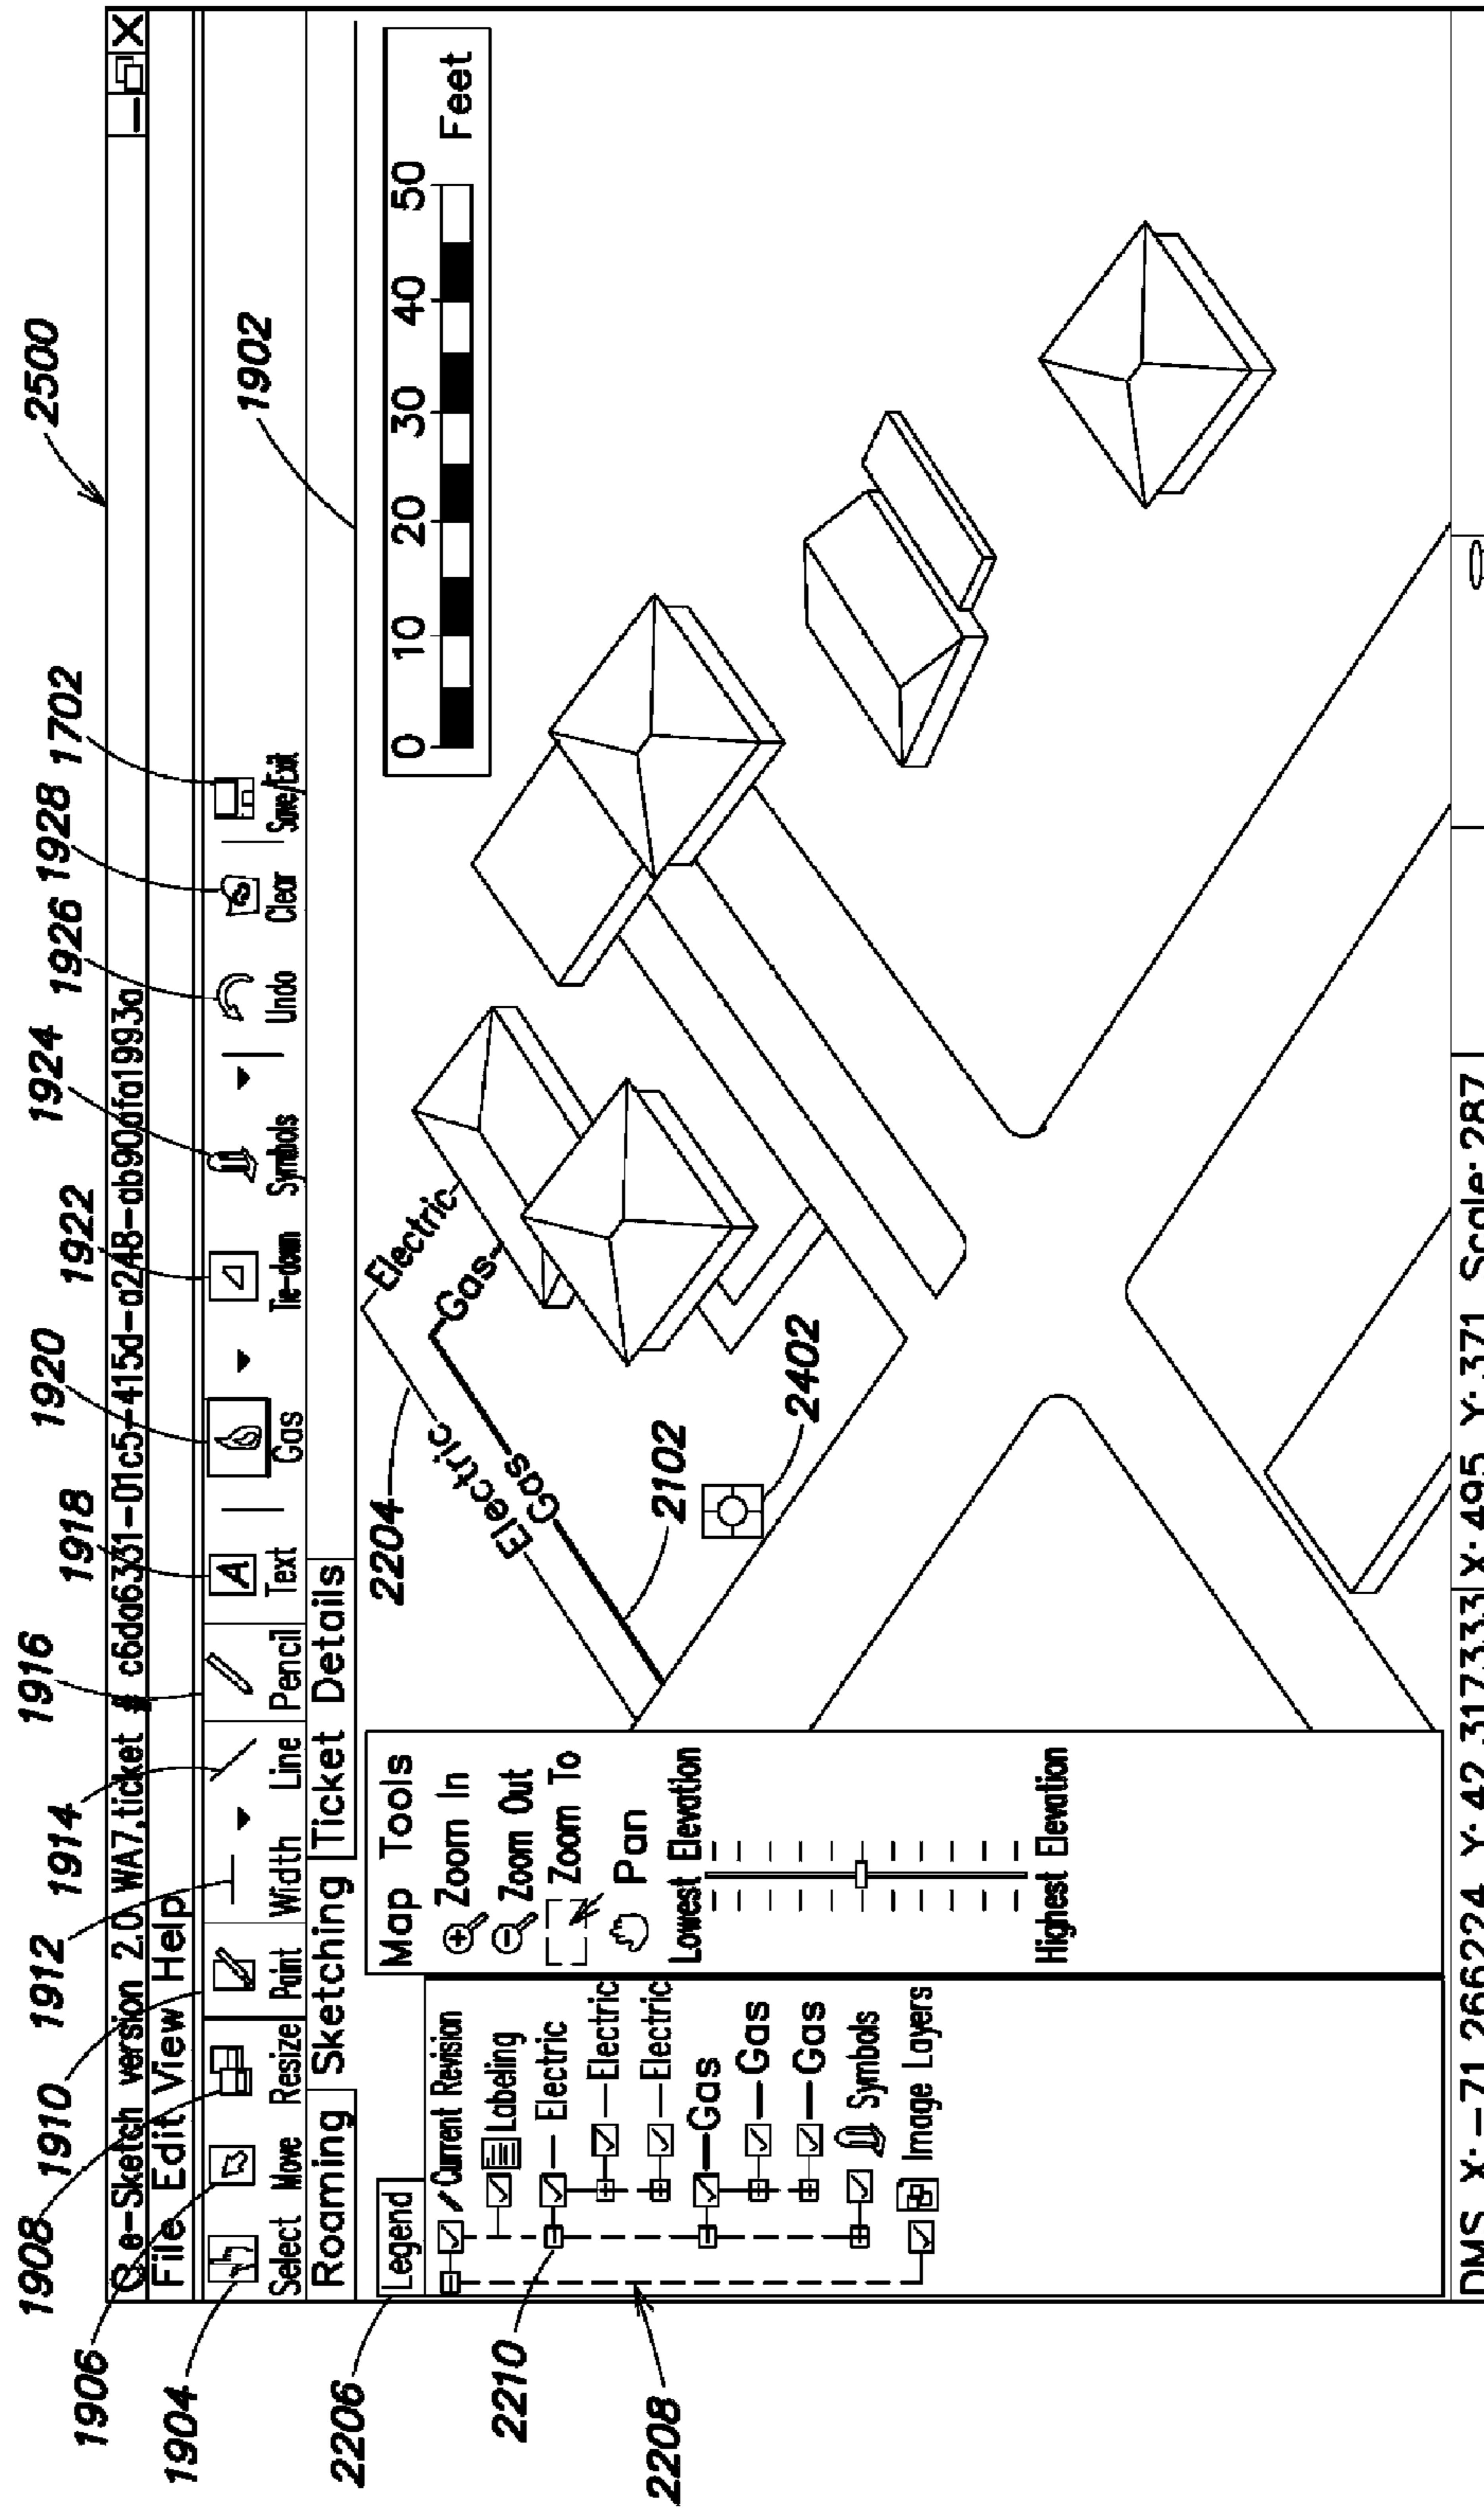 2500
1908 1910 1912 1914 1916 1918 1920 1922 1924 1926 1928 1702
1906
1904
1902
e-Sketch version 2.0 WA7,ticket # c6da6331-01c5-415d-a248-ab90afa1993a
File Edit View Help
Select Move Resize Paint Width Line Pencil Text Gas Tie-down Symbols Undo Clear Save/Exit
Roaming Sketching Ticket Details
2206
2210
2208
Legend
Current Revision
Labeling
Electric
Electric
Electric
Gas
Gas
Gas
Symbols
Image Layers
Map Tools
Zoom In
Zoom Out
Zoom To
Pan
Lowest Elevation
Highest Elevation
0 10 20 30 40 50
Feet
2204
Electric
Gas
Electric
Gas
2102
2402
DMS X:-71.266224 Y:42.317333 X:495 Y:371 Scale:287